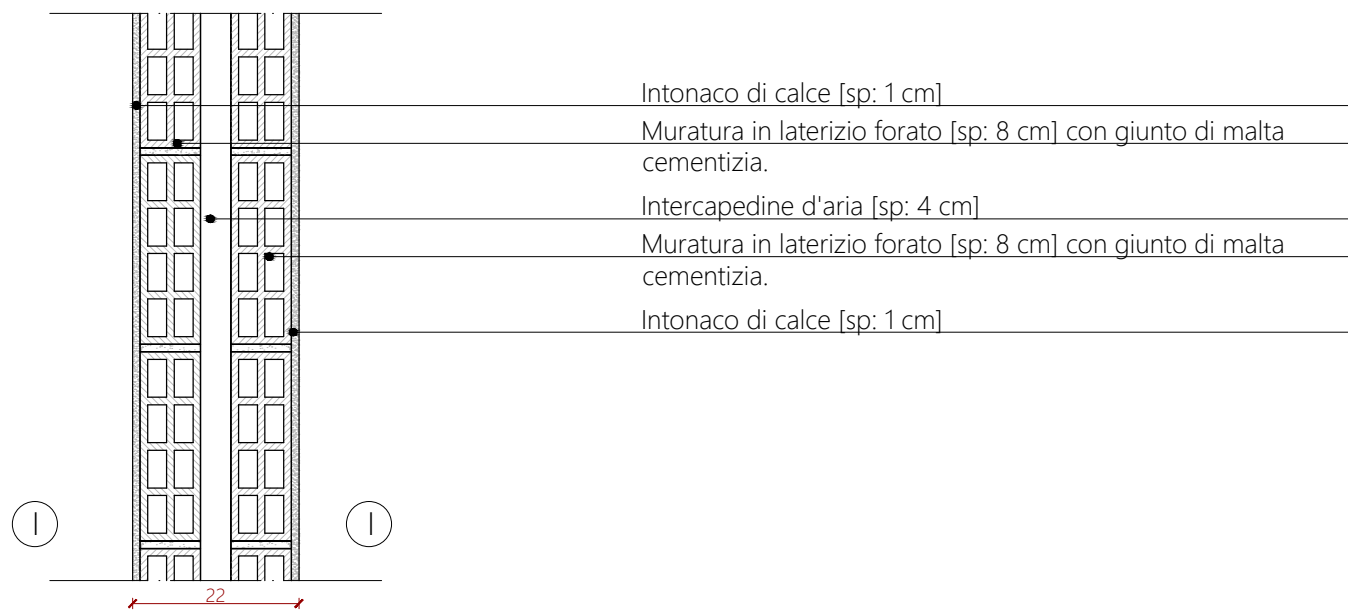 Intonaco di calce [sp: 1 cm]
Muratura in laterizio forato [sp: 8 cm] con giunto di malta
cementizia.
Intercapedine d'aria [sp: 4 cm]
Muratura in laterizio forato [sp: 8 cm] con giunto di malta
cementizia.
Intonaco di calce [sp: 1 cm]
I
I
22